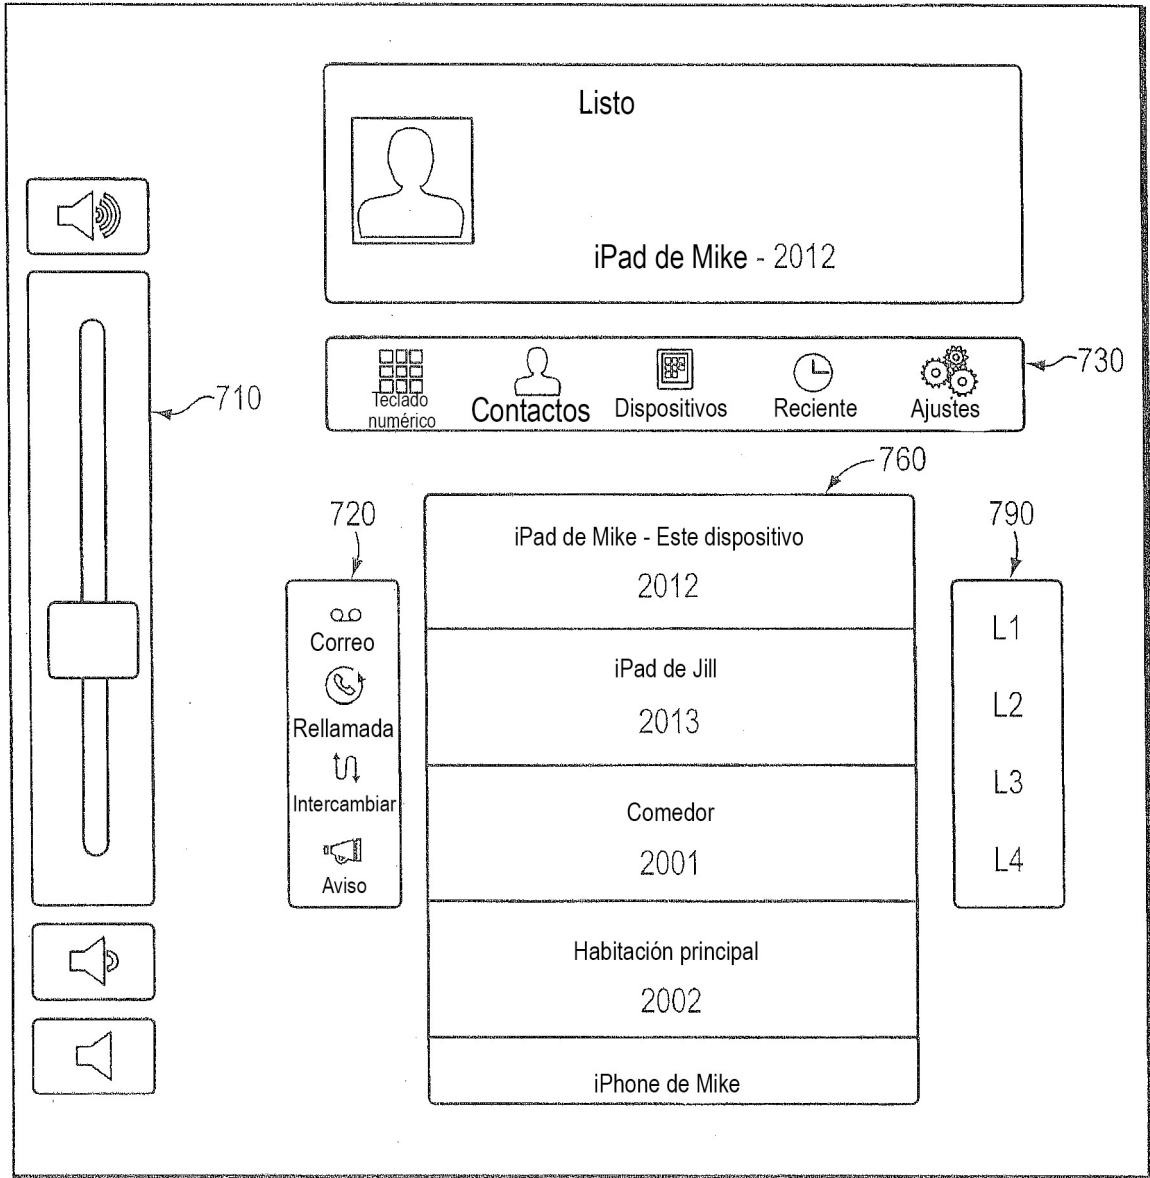 Listo
iPad de Mike - 2012
730
Teclado
numérico
Contactos
Dispositivos
Reciente
Ajustes
710
760
720
790
iPad de Mike - Este dispositivo
2012
iPad de Jill
2013
Comedor
2001
Habitación principal
2002
iPhone de Mike
Correo
Rellamada
Intercambiar
Aviso
L1
L2
L3
L4